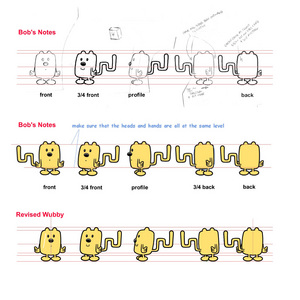 Bob's Notes
front 3/4 front profile back
Bob's Notes
make sure that the heads and hands are all at the same level
front 3/4 front profile 3/4 back back
Revised Wubby